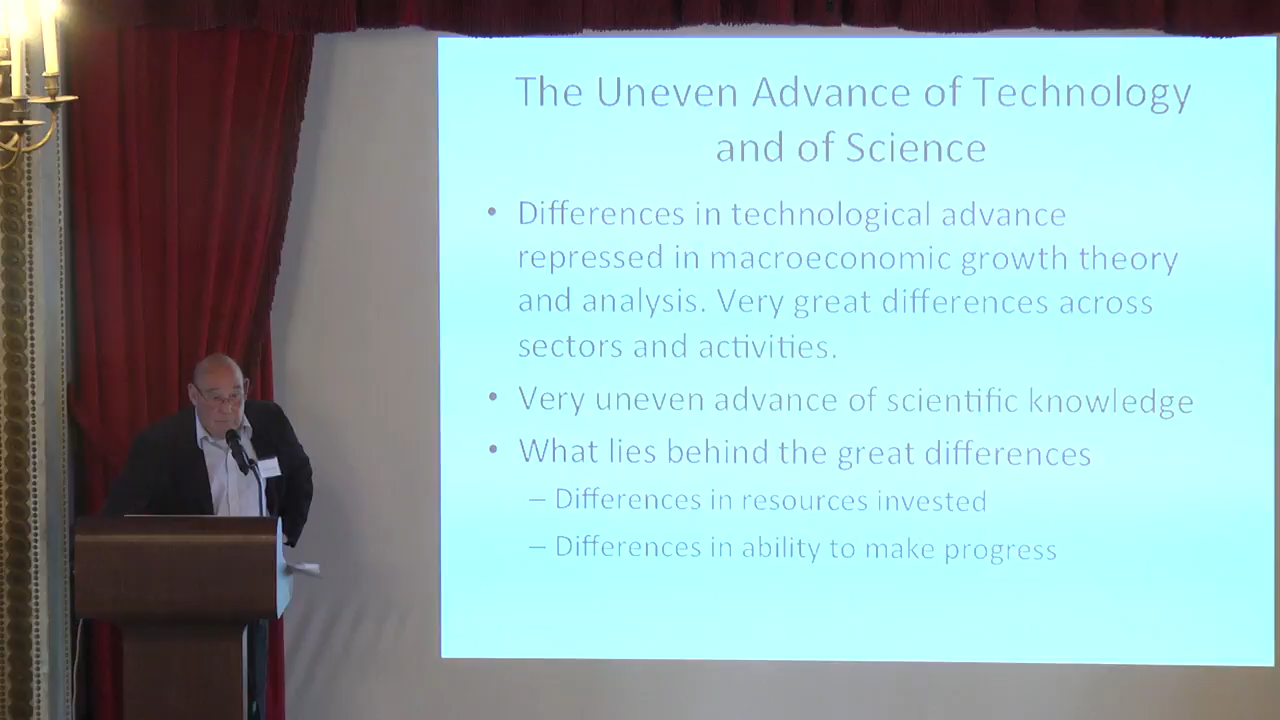 The Uneven Advance of Technology
and of Science
• Differences in technological advance
repressed in macroeconomic growth theory
and analysis. Very great differences across
sectors and activities.
• Very uneven advance of scientific knowledge
• What lies behind the great differences
– Differences in resources invested
– Differences in ability to make progress